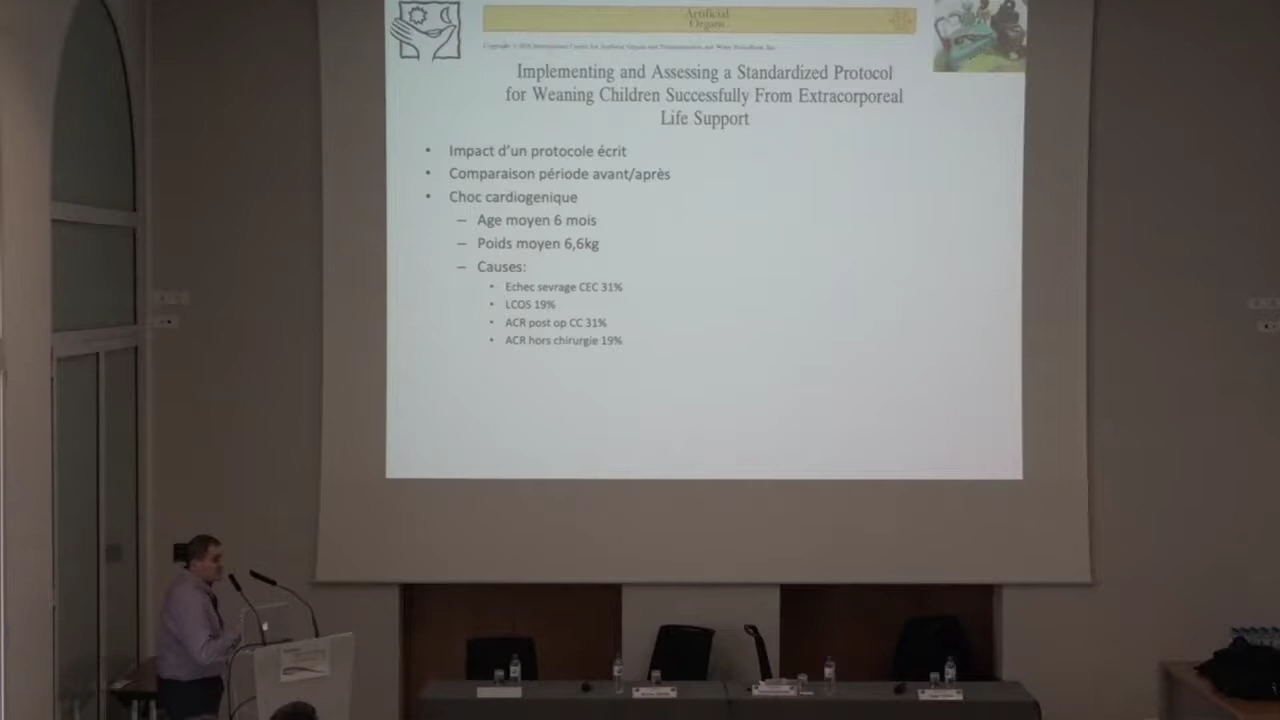 Artificial
Organs
Implementing and Assessing a Standardized Protocol
for Weaning Children Successfully From Extracorporeal
Life Support
• Impact d'un protocole écrit
• Comparaison période avant/après
• Choc cardiogenique
– Age moyen 6 mois
– Poids moyen 6,6kg
– Causes:
• Echec sevrage CEC 31%
• LCOS 19%
• ACR post op CC 31%
• ACR hors chirurgie 19%